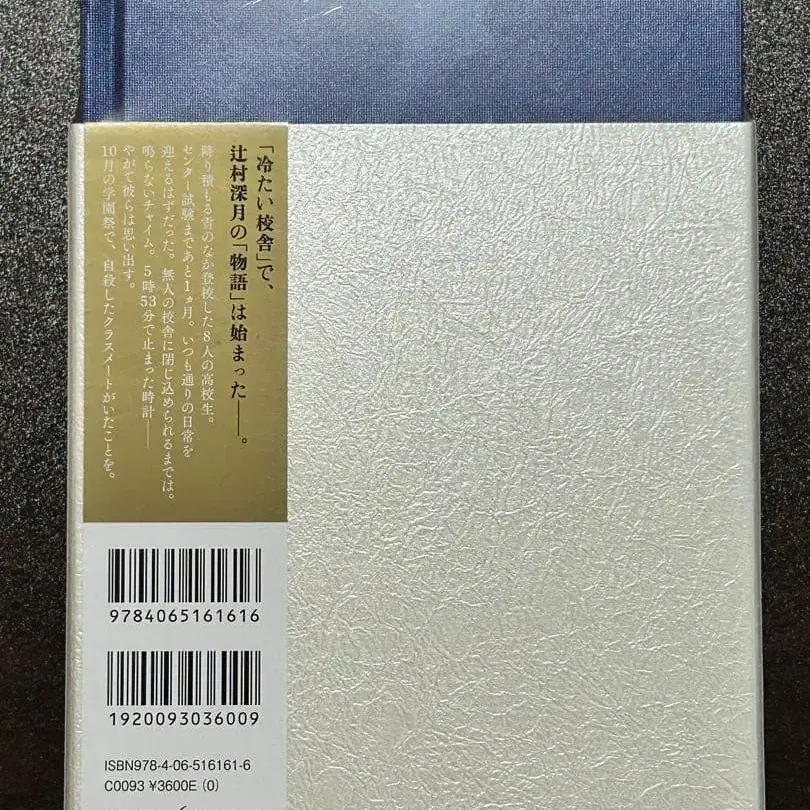 「冷たい校舎」で、
辻村深月の「物語」は始まった――。
降り積もる雪のなか登校した8人の高校生。
センター試験まであと1ヵ月。いつも通りの日常を
迎えるはずだった。無人の校舎に閉じ込められるまでは。
鳴らないチャイム。5時53分で止まった時計――
やがて彼らは思い出す。
10月の学園祭で、自殺したクラスメートがいたことを。
9784065161616
1920093036009
ISBN978-4-06-516161-6
C0093 ¥3600E (0)